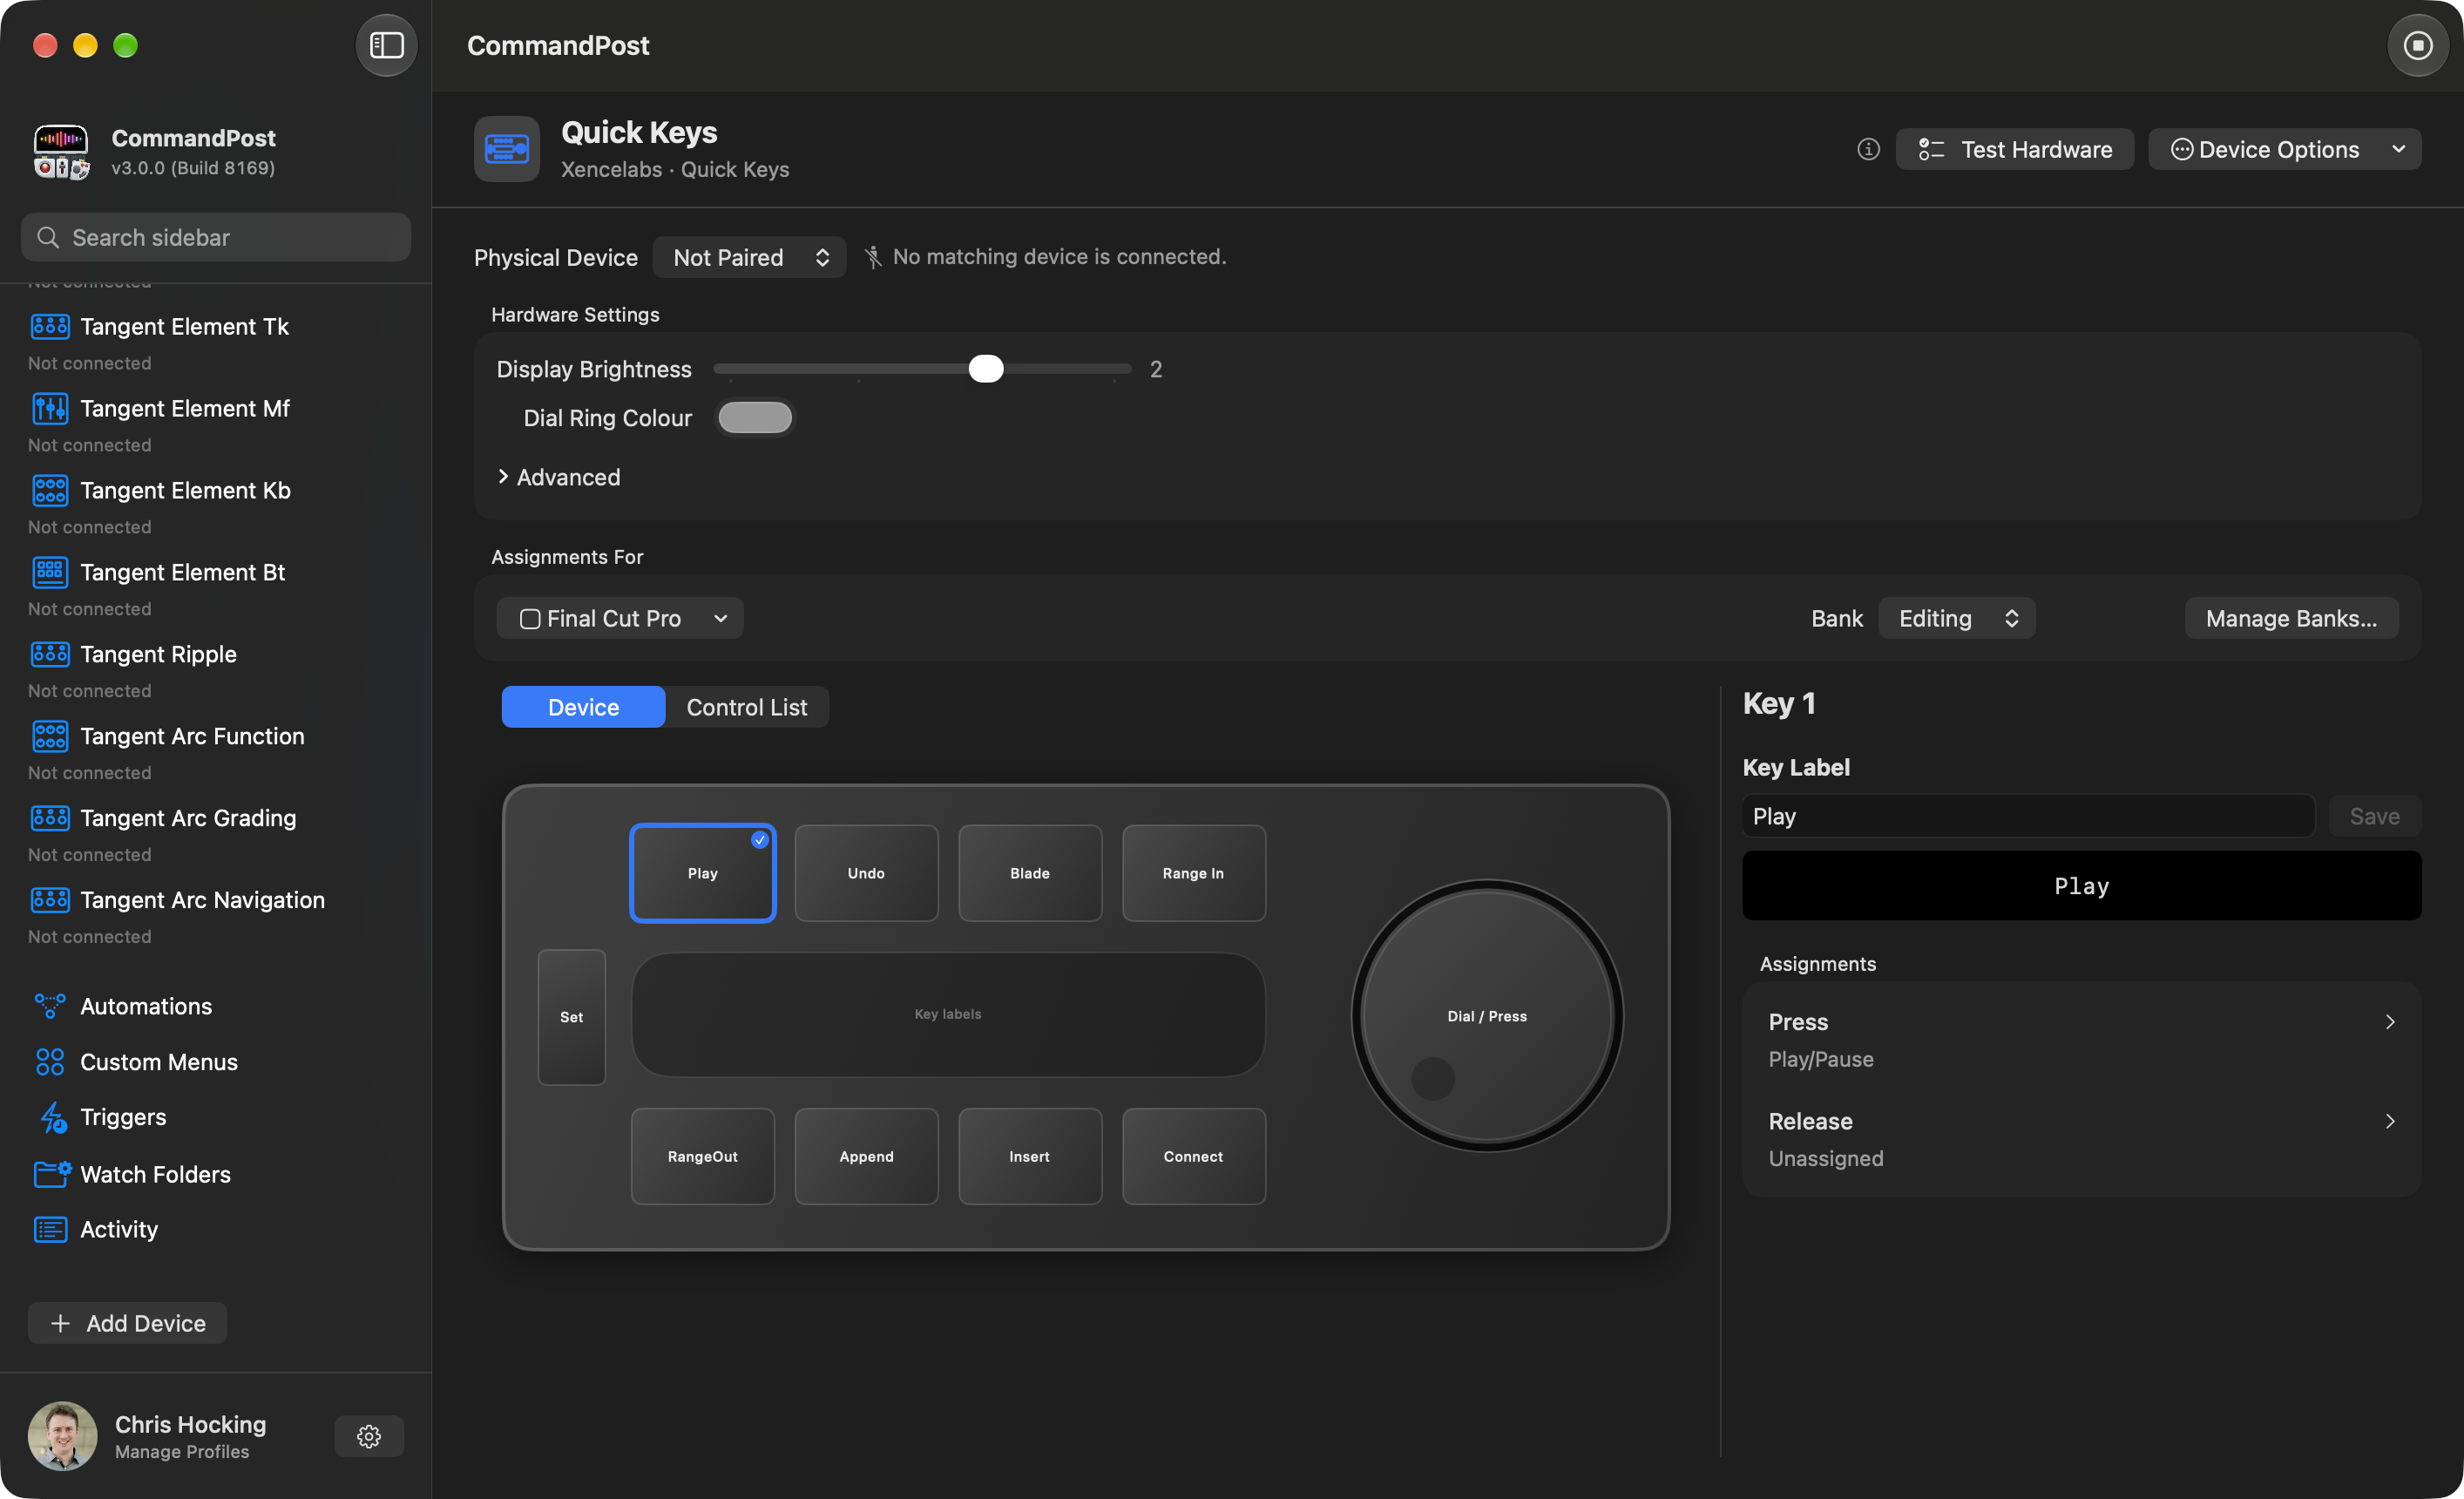 CommandPost
CommandPost
v3.0.0 (Build 8169)
Search sidebar
Not connected
Tangent Element Tk
Not connected
Tangent Element Mf
Not connected
Tangent Element Kb
Not connected
Tangent Element Bt
Not connected
Tangent Ripple
Not connected
Tangent Arc Function
Not connected
Tangent Arc Grading
Not connected
Tangent Arc Navigation
Not connected
Automations
Custom Menus
Triggers
Watch Folders
Activity
Add Device
Chris Hocking
Manage Profiles
Quick Keys
Xencelabs · Quick Keys
Test Hardware
Device Options
Physical Device
Not Paired
No matching device is connected.
Hardware Settings
Display Brightness
2
Dial Ring Colour
Advanced
Assignments For
Final Cut Pro
Bank
Editing
Manage Banks...
Device
Control List
Play
Undo
Blade
Range In
Set
Key labels
Dial / Press
RangeOut
Append
Insert
Connect
Key 1
Key Label
Play
Save
Play
Assignments
Press
Play/Pause
Release
Unassigned